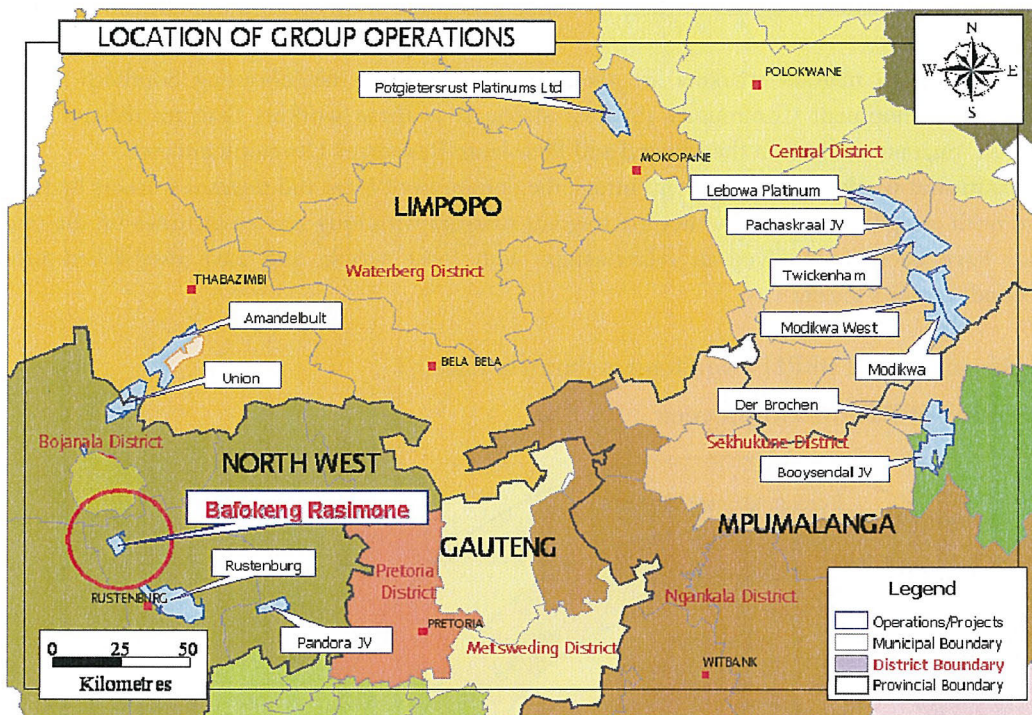 LOCATION OF GROUP OPERATIONS
N
W E
S
Potgietersrust Platinums Ltd
POLOKWANE
MOKOPANE
Central District
Lebowa Platinum
LIMPOPO
Pachaskraal JV
Waterberg District
Twickenham
THABAZIMBI
Amandelbult
Modikwa West
BELA BELA
Modikwa
Union
Der Brochen
Bojanala District
Sekhukune District
NORTH WEST
Booysendal JV
Bafokeng Rasimone
MPUMALANGA
GAUTENG
Rustenburg
Pretoria
District
Ngankala District
RUSTENBURG
Pandora JV
PRETORIA
Metsweding District
WITBANK
0 25 50
Kilometres
Legend
Operations/Projects
Municipal Boundary
District Boundary
Provincial Boundary